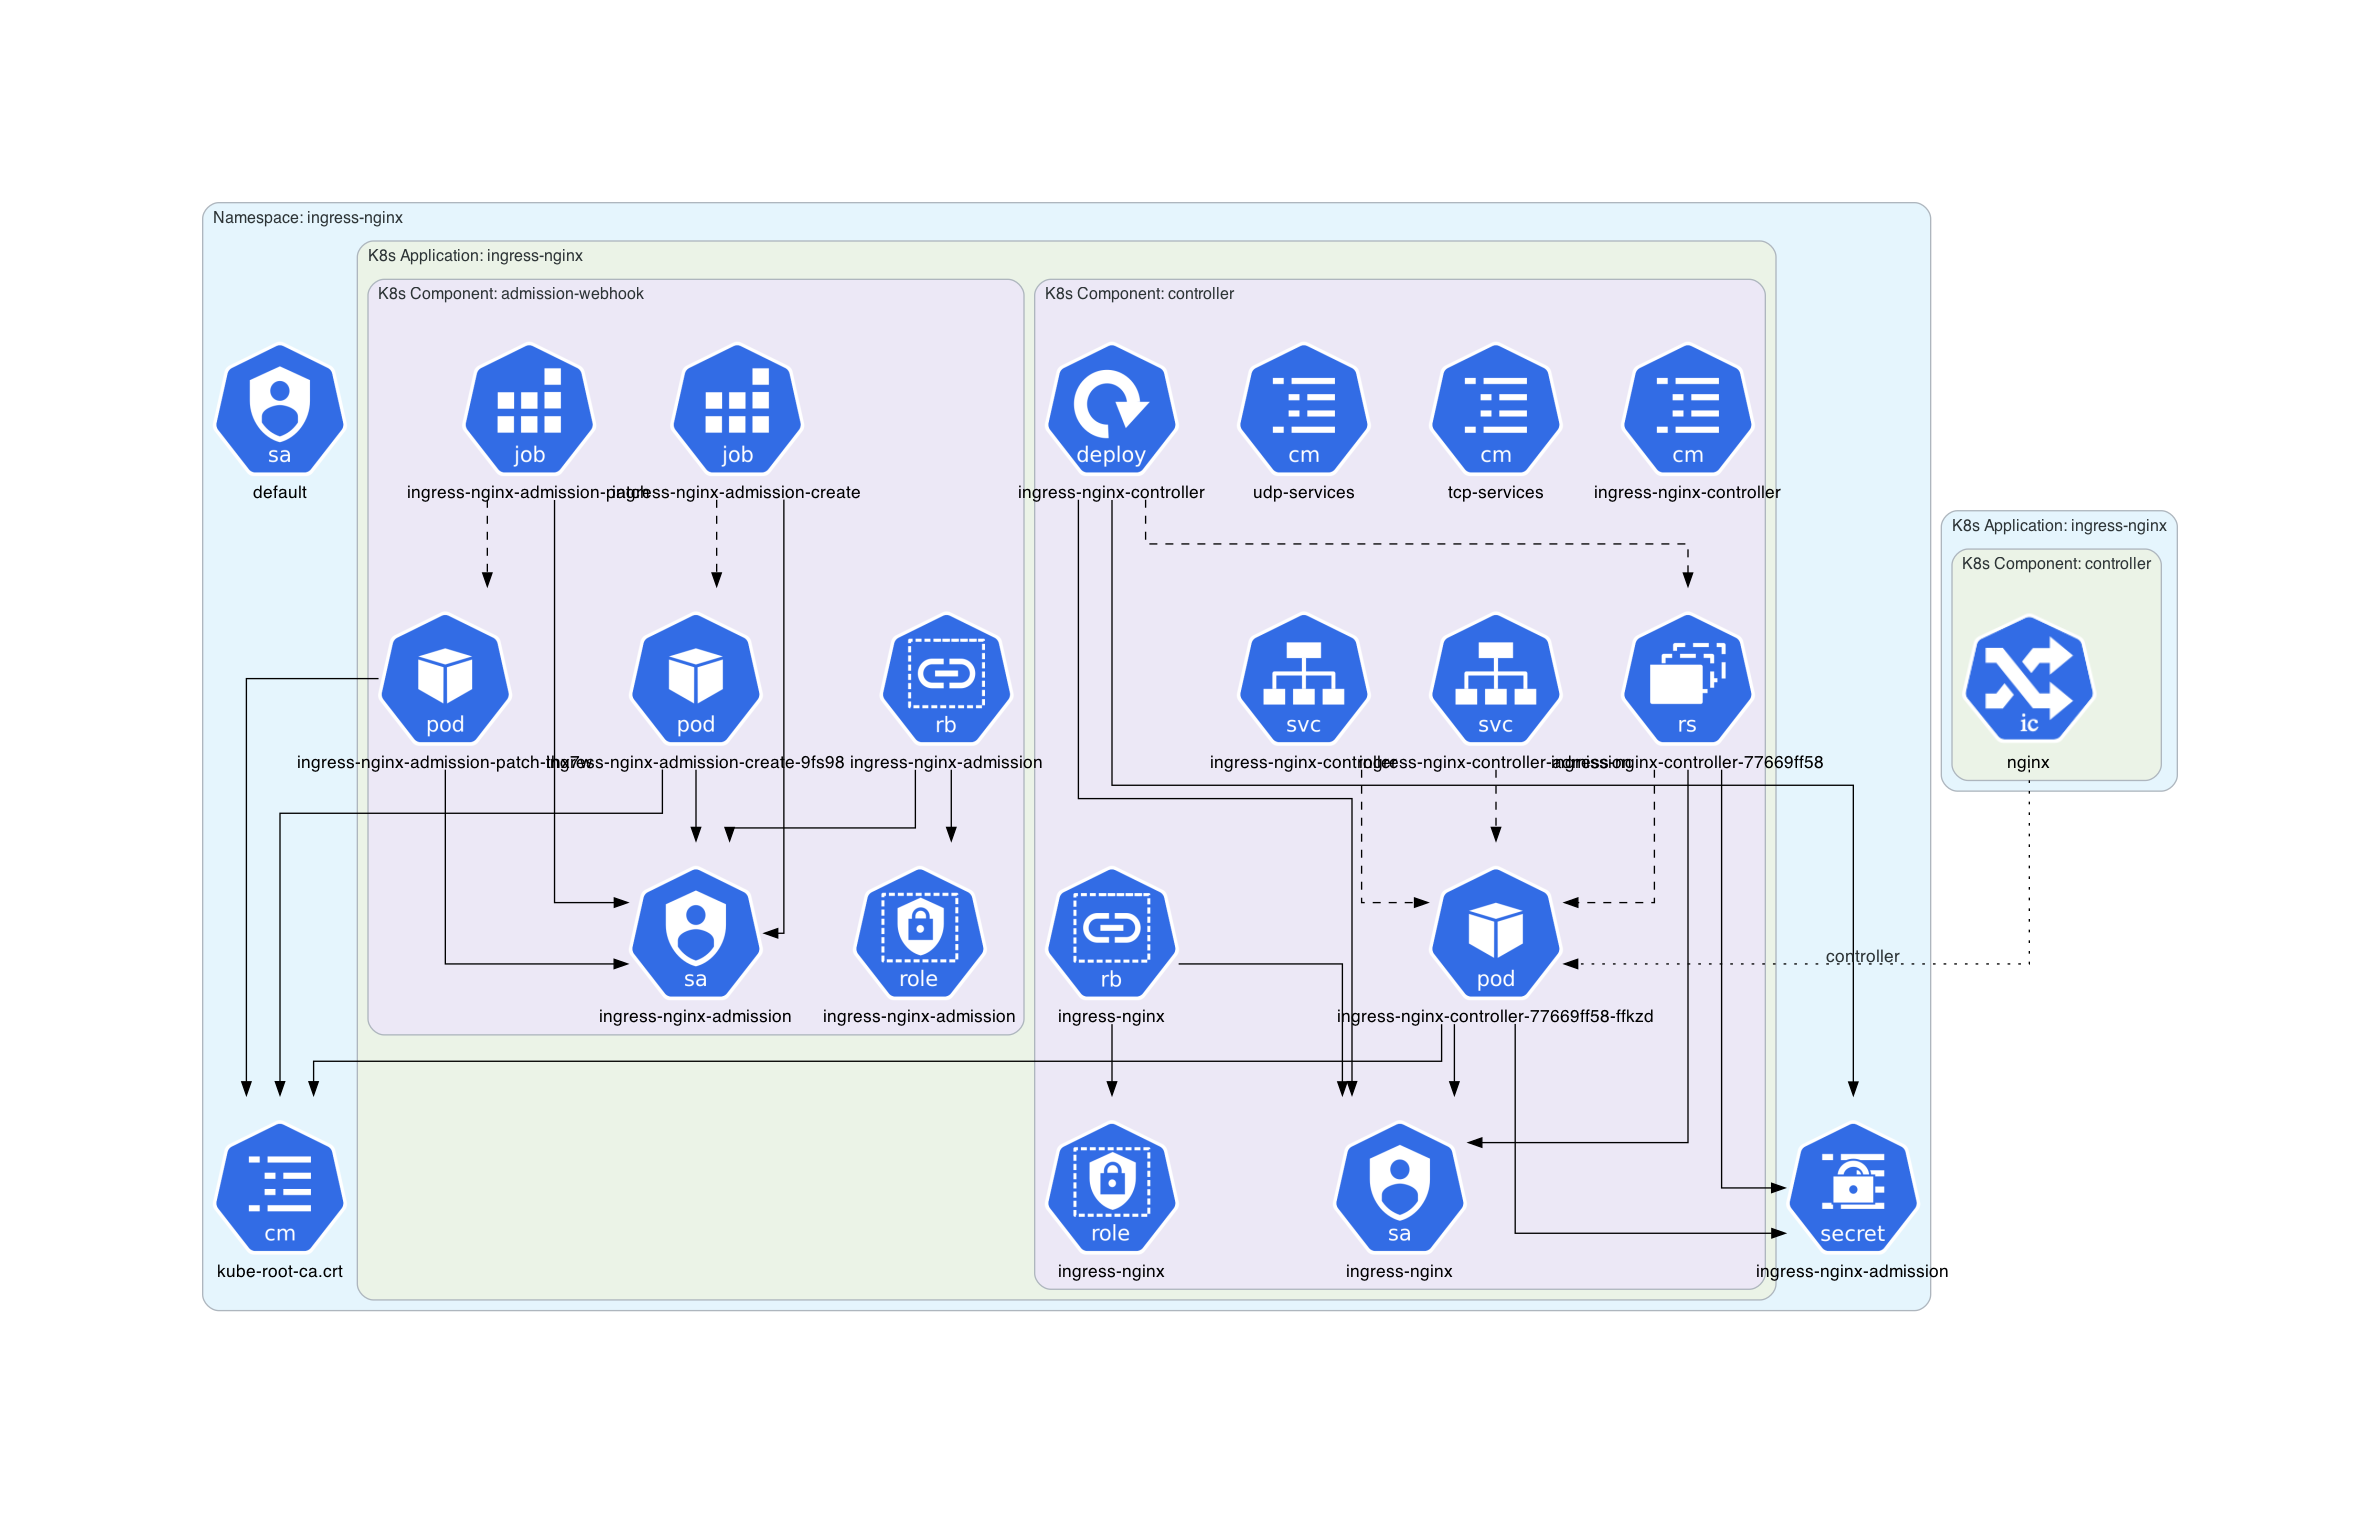 Namespace: ingress-nginx
K8s Application: ingress-nginx
K8s Component: admission-webhook
K8s Component: controller
sa
default
job
ingress-nginx-admission-patch
job
ingress-nginx-admission-create
deploy
ingress-nginx-controller
cm
udp-services
cm
tcp-services
cm
ingress-nginx-controller
K8s Application: ingress-nginx
K8s Component: controller
pod
ingress-nginx-admission-patch-thx7w
pod
ingress-nginx-admission-create-9fs98
rb
ingress-nginx-admission
svc
ingress-nginx-controller
svc
ingress-nginx-controller-admission
rs
ingress-nginx-controller-77669ff58
ic
nginx
sa
ingress-nginx-admission
role
ingress-nginx-admission
rb
ingress-nginx
pod
ingress-nginx-controller-77669ff58-ffkzd
controller
cm
kube-root-ca.crt
role
ingress-nginx
sa
ingress-nginx
secret
ingress-nginx-admission